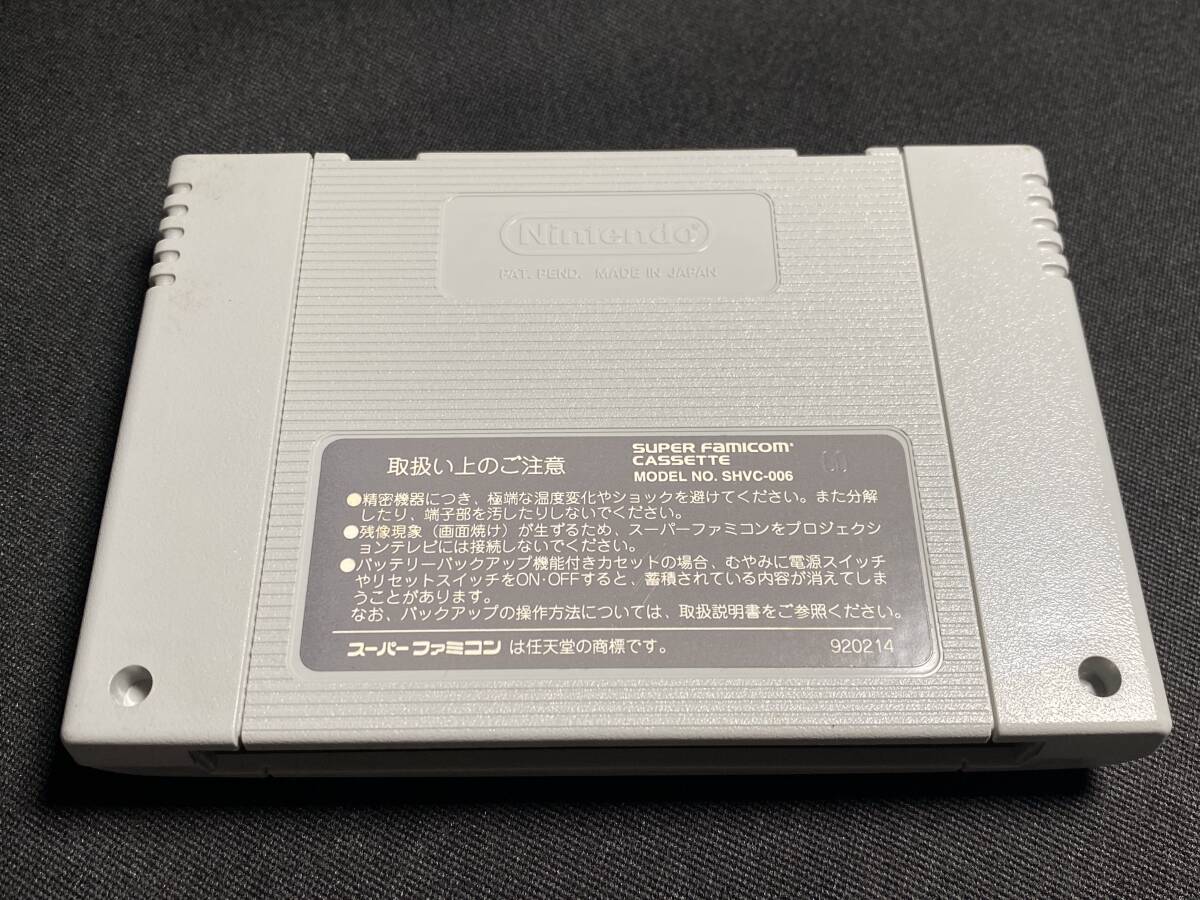 Nintendo®
PAT. PEND. MADE IN JAPAN
取扱い上のご注意
SUPER FAMICOM
CASSETTE
MODEL NO. SHVC-006
●精密機器につき、極端な温度変化やショックを避けてください。また分解
したり、端子部を汚したりしないでください。
●残像現象（画面焼け）が生ずるため、スーパーファミコンをプロジェクシ
ョンテレビには接続しないでください。
●バッテリーバックアップ機能付きカセットの場合、むやみに電源スイッチ
やリセットスイッチをON・OFFすると、蓄積されている内容が消えてしま
うことがあります。
なお、バックアップの操作方法については、取扱説明書をご参照ください。
スーパーファミコン は任天堂の商標です。
920214